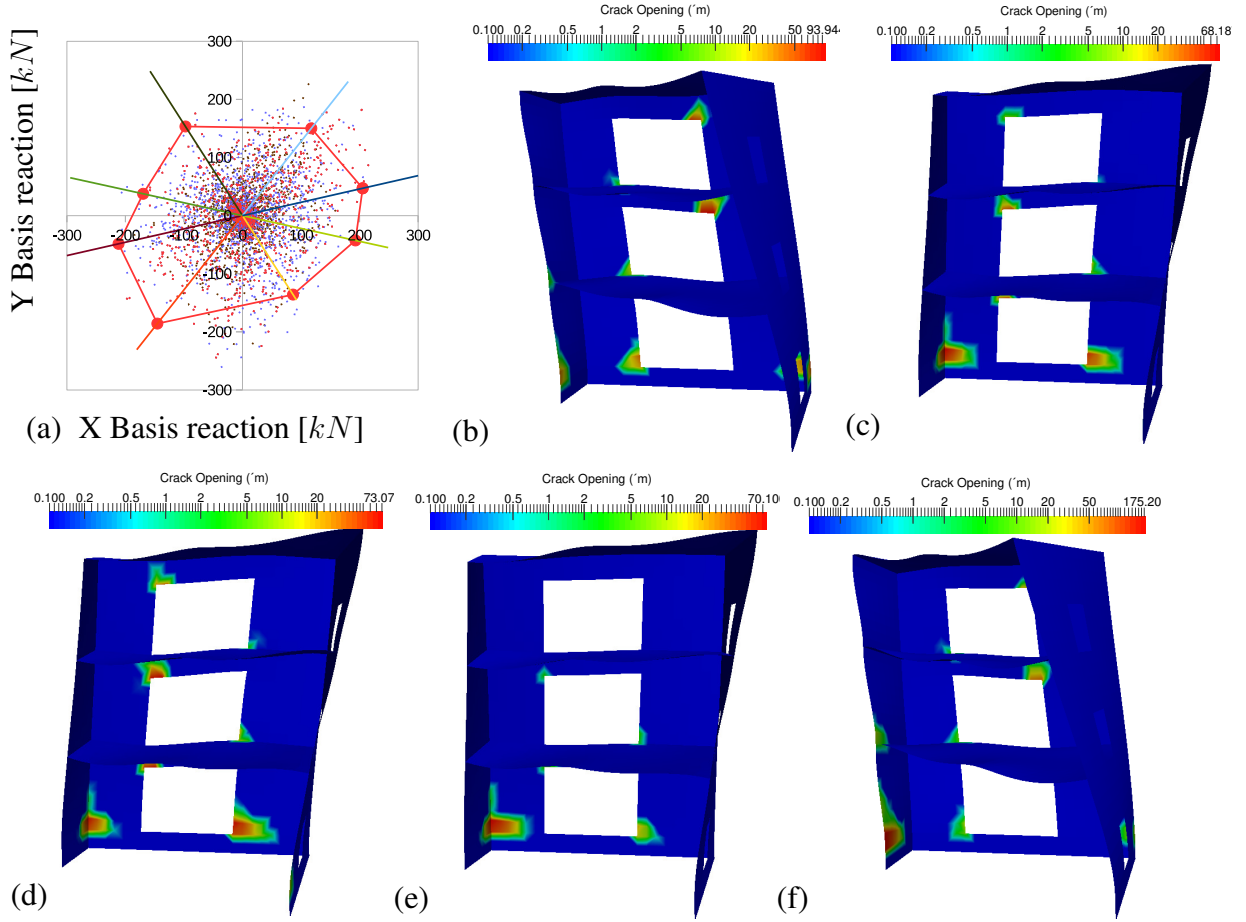 Y Basis reaction [kN]
300
200
100
0
-300 -200 -100 0 100 200 300
-100
-200
-300
(a) X Basis reaction [kN]
Crack Opening (´m)
0.100 0.2 0.5 1 2 5 10 20 50 93.94
(b)
Crack Opening (´m)
0.100 0.2 0.5 1 2 5 10 20 68.18
(c)
Crack Opening (´m)
0.100 0.2 0.5 1 2 5 10 20 73.07
(d)
Crack Opening (´m)
0.100 0.2 0.5 1 2 5 10 20 70.10
(e)
Crack Opening (´m)
0.100 0.2 0.5 1 2 5 10 20 50 175.20
(f)